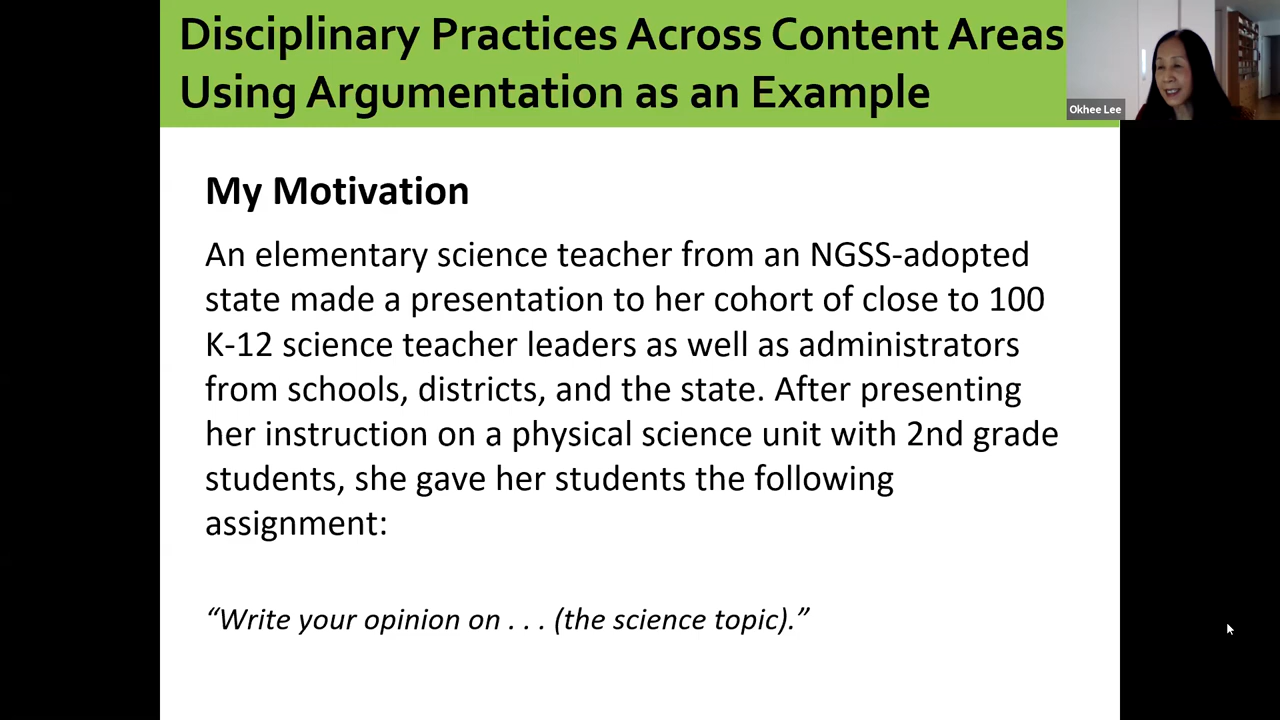 Disciplinary Practices Across Content Areas
Using Argumentation as an Example
Okhee Lee
My Motivation
An elementary science teacher from an NGSS-adopted
state made a presentation to her cohort of close to 100
K-12 science teacher leaders as well as administrators
from schools, districts, and the state. After presenting
her instruction on a physical science unit with 2nd grade
students, she gave her students the following
assignment:
“Write your opinion on . . . (the science topic).”